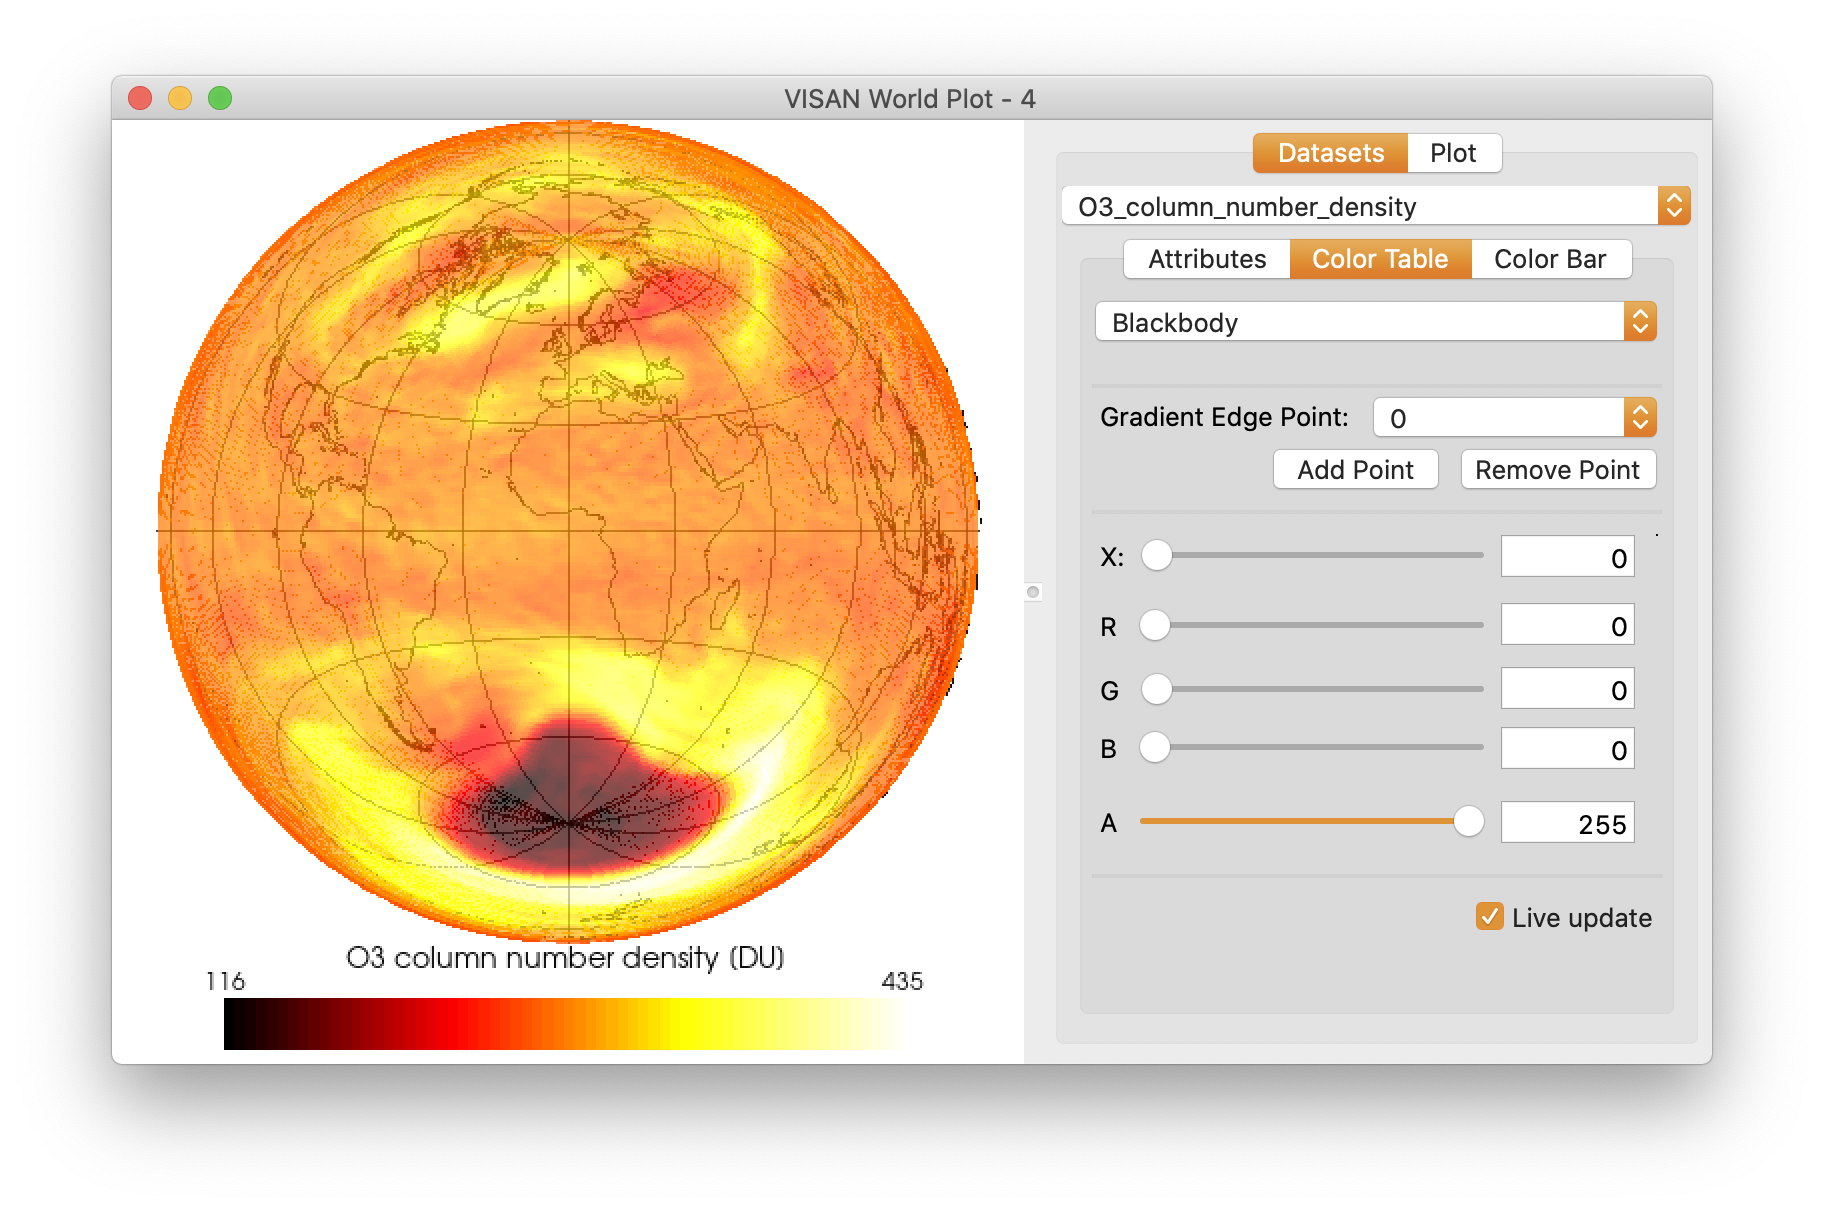 VISAN World Plot - 4
Datasets Plot
O3_column_number_density
Attributes Color Table Color Bar
Blackbody
Gradient Edge Point: 0
Add Point Remove Point
X: 0
R 0
G 0
B 0
A 255
Live update
O3 column number density (DU)
116 435